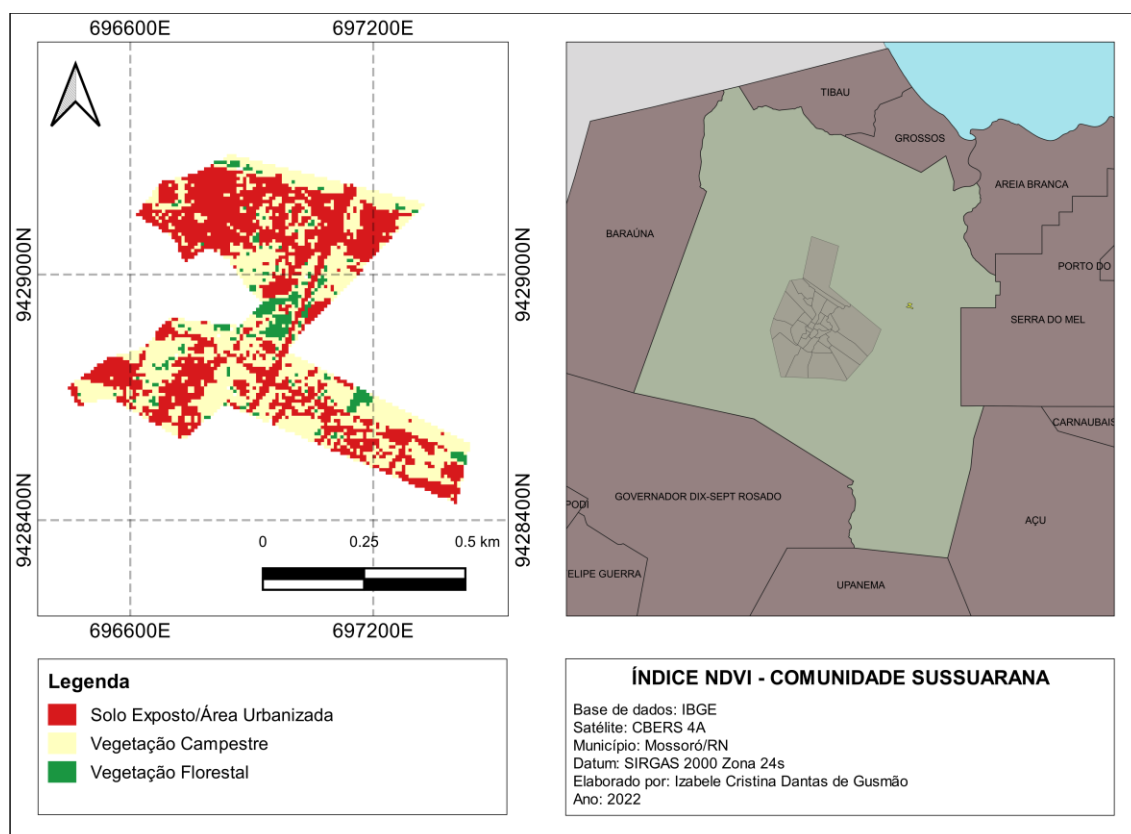 696600E 697200E
9429000N 9429000N
9428400N 9428400N
0 0.25 0.5 km
696600E 697200E
TIBAU
GROSSOS
AREIA BRANCA
BARAÚNA
PORTO DO
SERRA DO MEL
CARNAUBAIS
GOVERNADOR DIX-SEPT ROSADO
PODI
AÇU
ELIPE GUERRA
UPANEMA
Legenda
Solo Exposto/Área Urbanizada
Vegetação Campestre
Vegetação Florestal
ÍNDICE NDVI - COMUNIDADE SUSSUARANA
Base de dados: IBGE
Satélite: CBERS 4A
Município: Mossoró/RN
Datum: SIRGAS 2000 Zona 24s
Elaborado por: Izabele Cristina Dantas de Gusmão
Ano: 2022